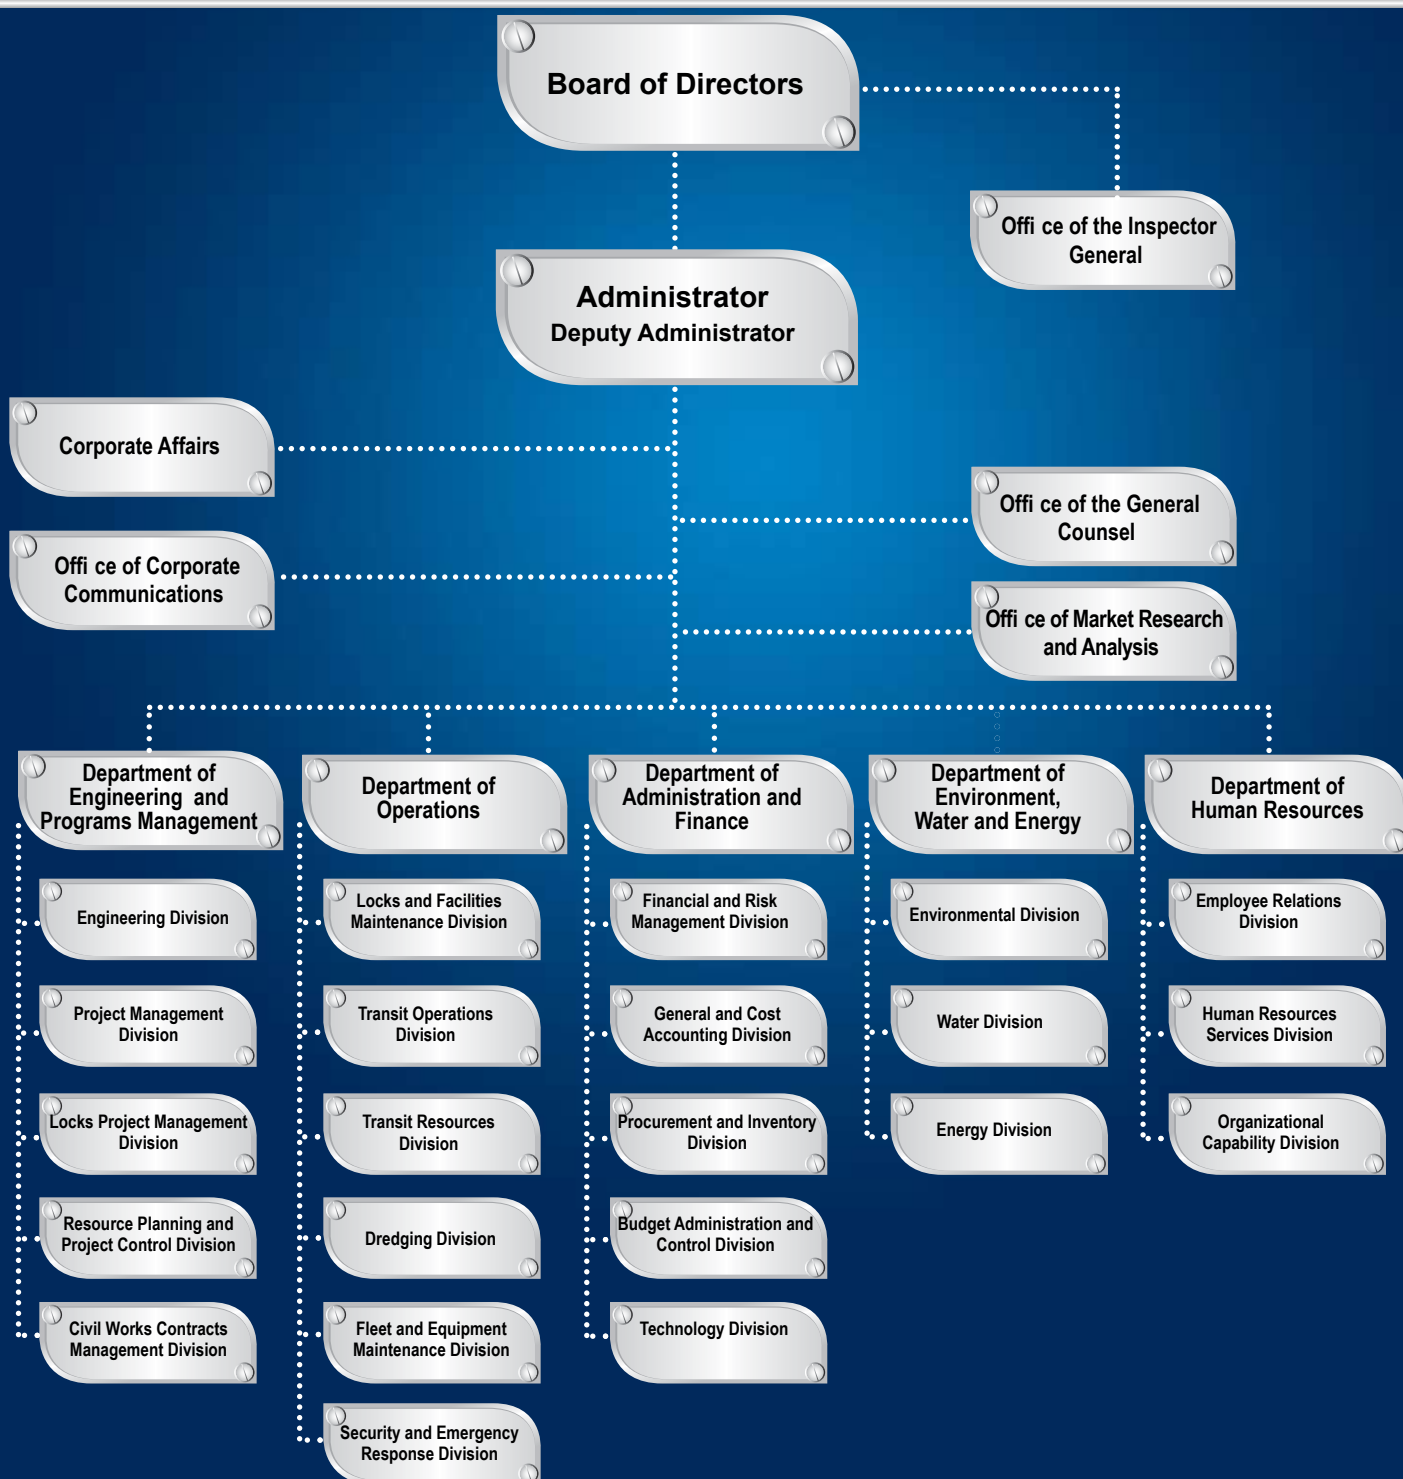 Board of Directors
Offi ce of the Inspector
General
Administrator
Deputy Administrator
Corporate Affairs
Offi ce of the General
Counsel
Offi ce of Corporate
Communications
Offi ce of Market Research
and Analysis
Department of
Engineering and
Programs Management
Department of
Operations
Department of
Administration and
Finance
Department of
Environment,
Water and Energy
Department of
Human Resources
Engineering Division
Project Management
Division
Locks Project Management
Division
Resource Planning and
Project Control Division
Civil Works Contracts
Management Division
Locks and Facilities
Maintenance Division
Transit Operations
Division
Transit Resources
Division
Dredging Division
Fleet and Equipment
Maintenance Division
Security and Emergency
Response Division
Financial and Risk
Management Division
General and Cost
Accounting Division
Procurement and Inventory
Division
Budget Administration and
Control Division
Technology Division
Environmental Division
Water Division
Energy Division
Employee Relations
Division
Human Resources
Services Division
Organizational
Capability Division